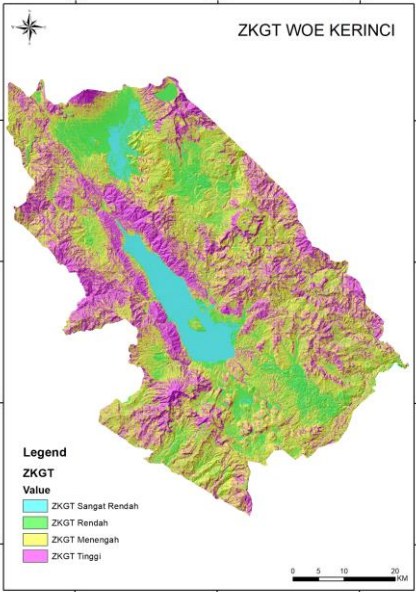 ZKGT WOE KERINCI
Legend
ZKGT
Value
ZKGT Sangat Rendah
ZKGT Rendah
ZKGT Menengah
ZKGT Tinggi
0 5 10 20
KM